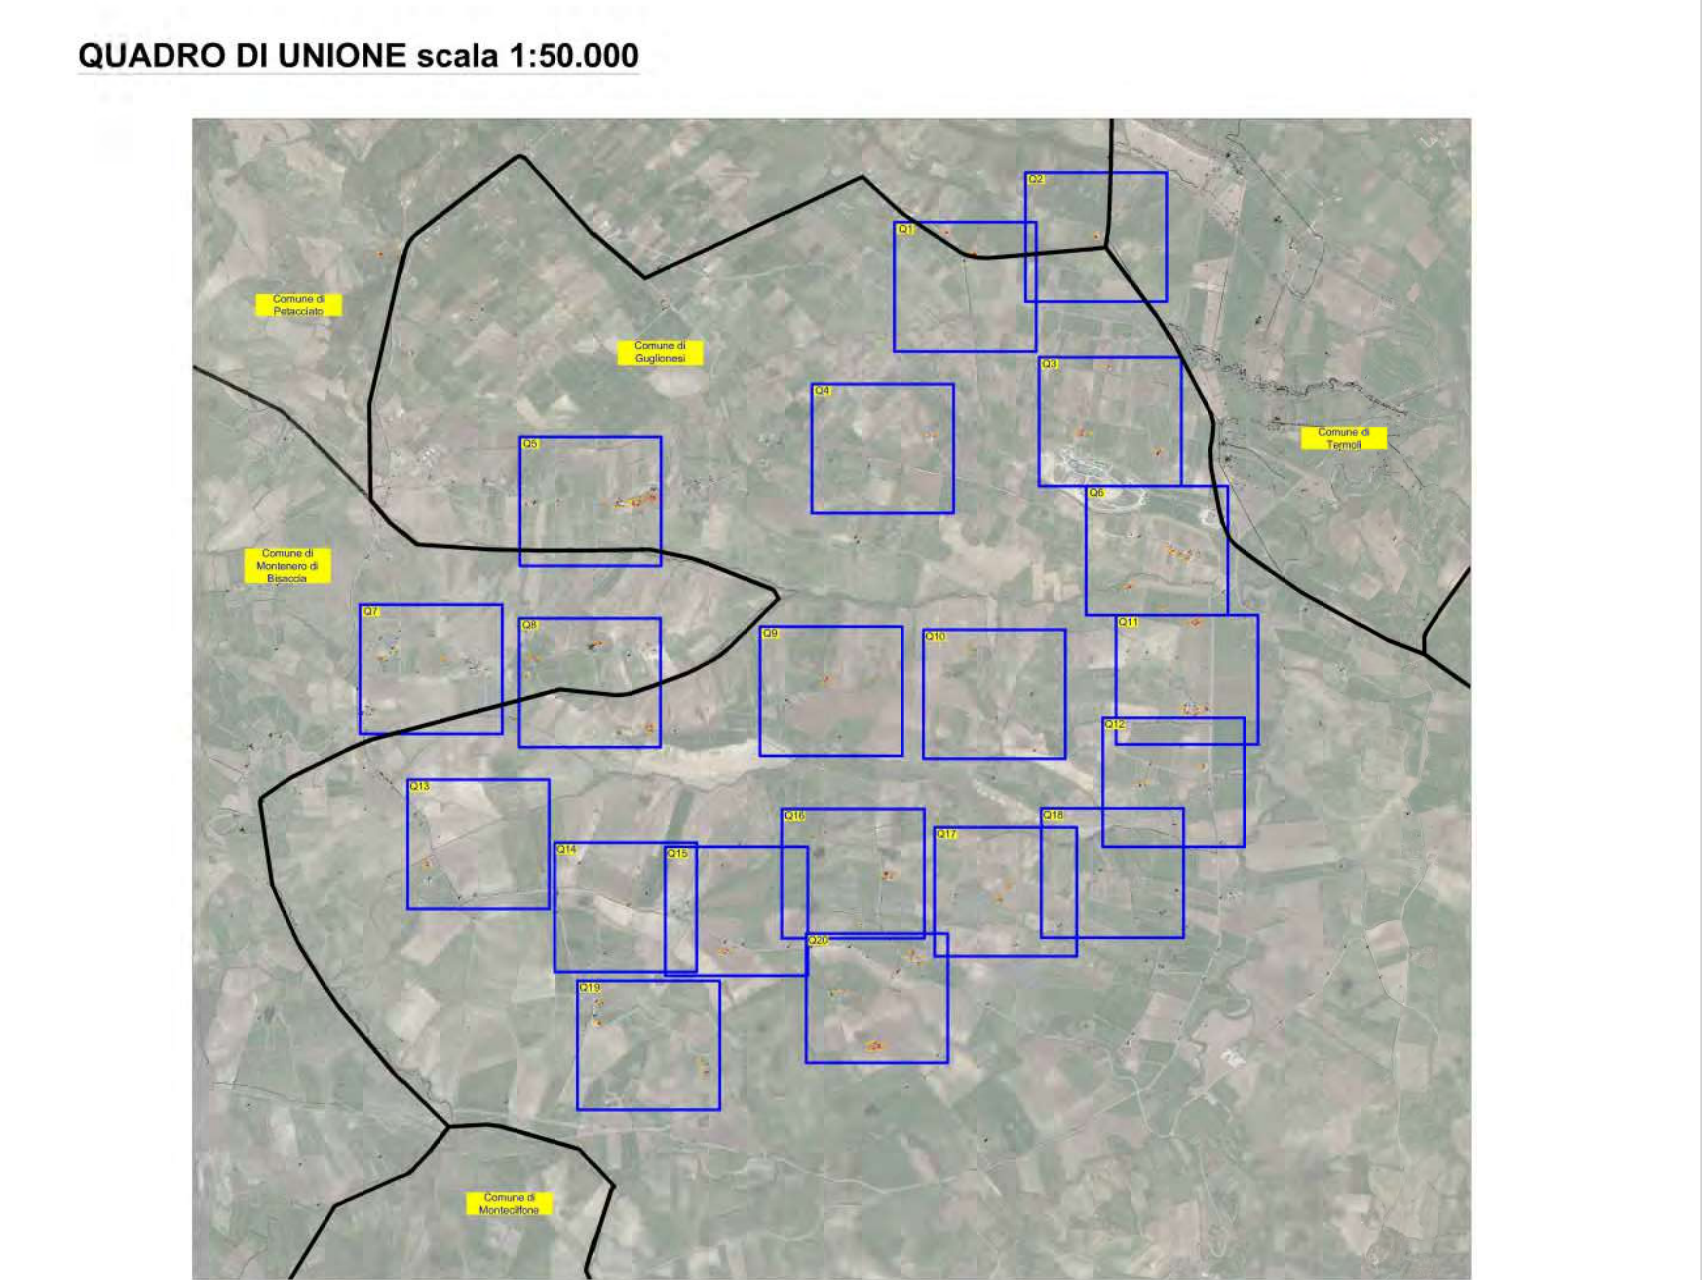 QUADRO DI UNIONE scala 1:50.000
Q2
Q1
Comune di
Petacciato
Comune di
Guglionesi
Q3
Q4
Comune di
Termoli
Q5
Q6
Comune di
Montenero di
Bisaccia
Q7
Q8
Q9
Q10
Q11
Q12
Q13
Q14
Q15
Q16
Q17
Q18
Q20
Q19
Comune di
Montecilfone